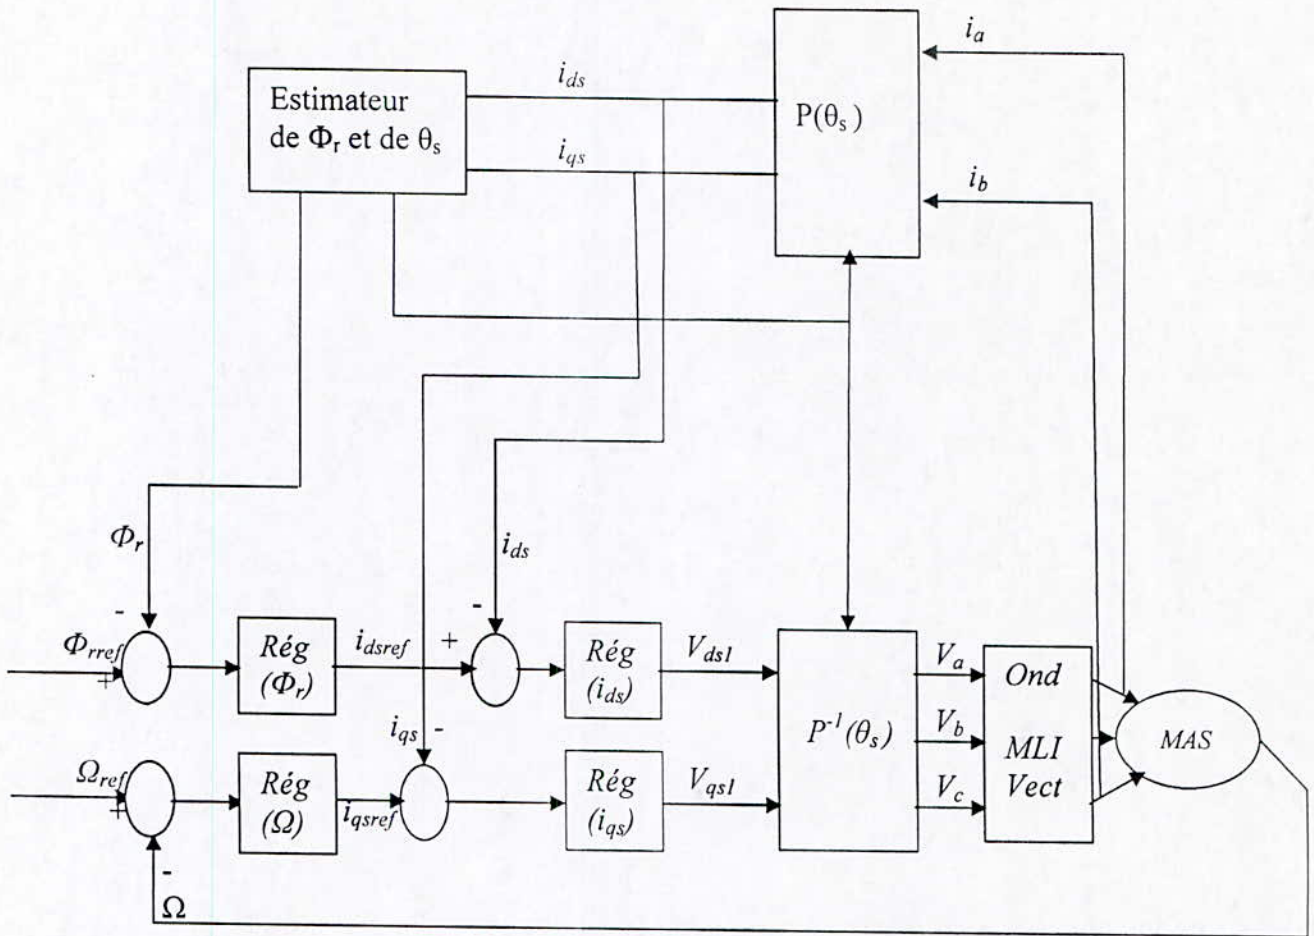 i_a
Estimateur
de Φ_r et de θ_s
i_ds
P(θ_s)
i_qs
i_b
Φ_r
i_ds
-
-
Φ_rref
+
Rég
(Φ_r)
i_dsref
+
Rég
(i_ds)
V_ds1
P^-1(θ_s)
V_a
Ond
MLI
Vect
V_b
V_c
MAS
i_qs
-
Ω_ref
+
Rég
(Ω)
i_qsref
Rég
(i_qs)
V_qs1
-
Ω